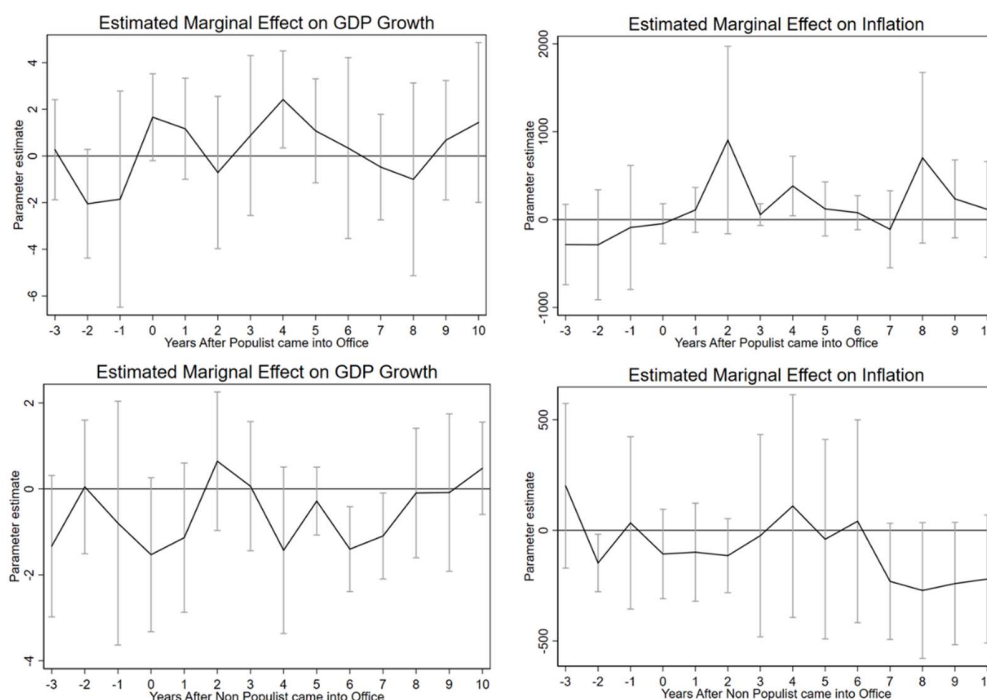 Estimated Marginal Effect on GDP Growth
Parameter estimate
4
2
0
-2
-4
-6
-3 -2 -1 0 1 2 3 4 5 6 7 8 9 10
Years After Populist came into Office
Estimated Marginal Effect on Inflation
Parameter estimate
2000
1000
0
-1000
-3 -2 -1 0 1 2 3 4 5 6 7 8 9 1
Years After Populist came into Office
Estimated Marignal Effect on GDP Growth
Parameter estimate
2
0
-2
-4
-3 -2 -1 0 1 2 3 4 5 6 7 8 9 10
Years After Non Populist came into Office
Estimated Marignal Effect on Inflation
Parameter estimate
500
0
-500
-3 -2 -1 0 1 2 3 4 5 6 7 8 9 1
Years After Non Populist came into Office